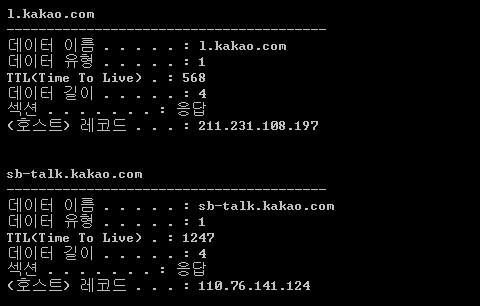 l.kakao.com
----------------------------------------
데이터 이름 . . . . . : l.kakao.com
데이터 유형 . . . . . : 1
TTL(Time To Live) . : 568
데이터 길이 . . . . . : 4
섹션 . . . . . . . : 응답
(호스트) 레코드 . . . : 211.231.108.197
sb-talk.kakao.com
----------------------------------------
데이터 이름 . . . . . : sb-talk.kakao.com
데이터 유형 . . . . . : 1
TTL(Time To Live) . : 1247
데이터 길이 . . . . . : 4
섹션 . . . . . . . : 응답
(호스트) 레코드 . . . : 110.76.141.124